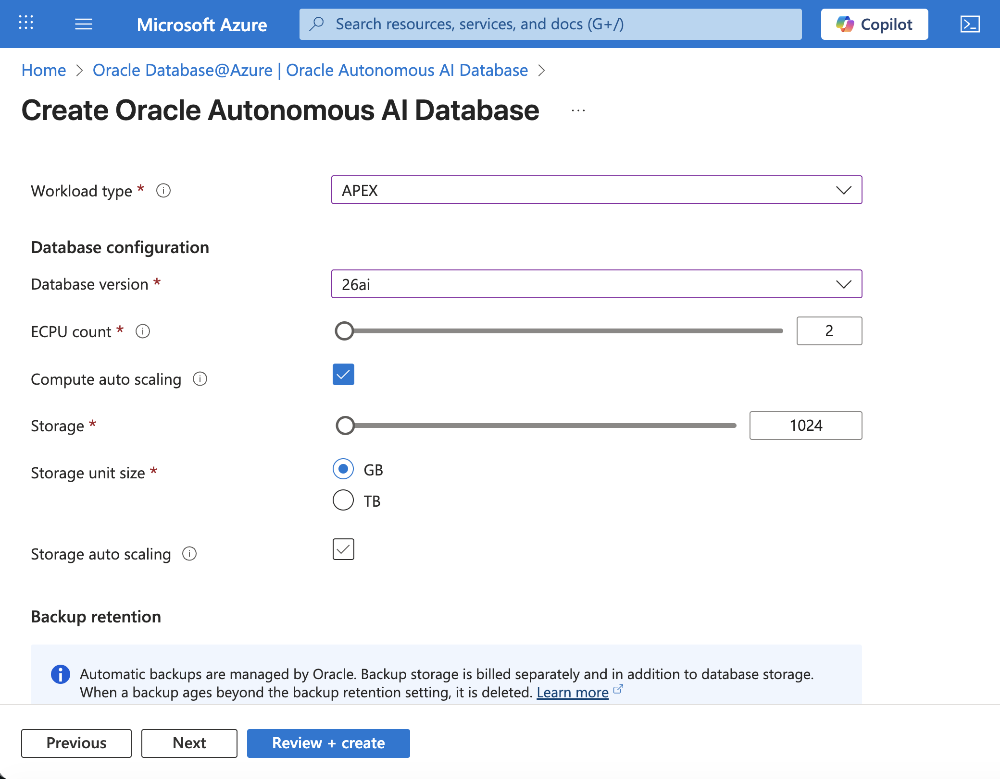 Microsoft Azure
Search resources, services, and docs (G+/)
Copilot
Home > Oracle Database@Azure | Oracle Autonomous AI Database >
Create Oracle Autonomous AI Database ...
Workload type *
APEX
Database configuration
Database version *
26ai
ECPU count *
2
Compute auto scaling
Storage *
1024
Storage unit size *
GB
TB
Storage auto scaling
Backup retention
Automatic backups are managed by Oracle. Backup storage is billed separately and in addition to database storage.
When a backup ages beyond the backup retention setting, it is deleted. Learn more
Previous
Next
Review + create